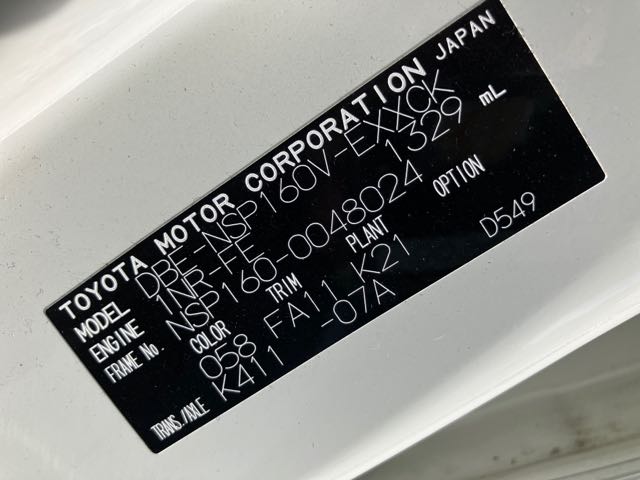 TOYOTA MOTOR CORPORATION JAPAN
MODEL DBE-NSP160V-EXXCK
ENGINE 1NR-FE 1329 mL
FRAME No. NSP160-0048024
COLOR TRIM PLANT OPTION
058 FA11 K21 D549
TRANS./AXLE K411 -07A